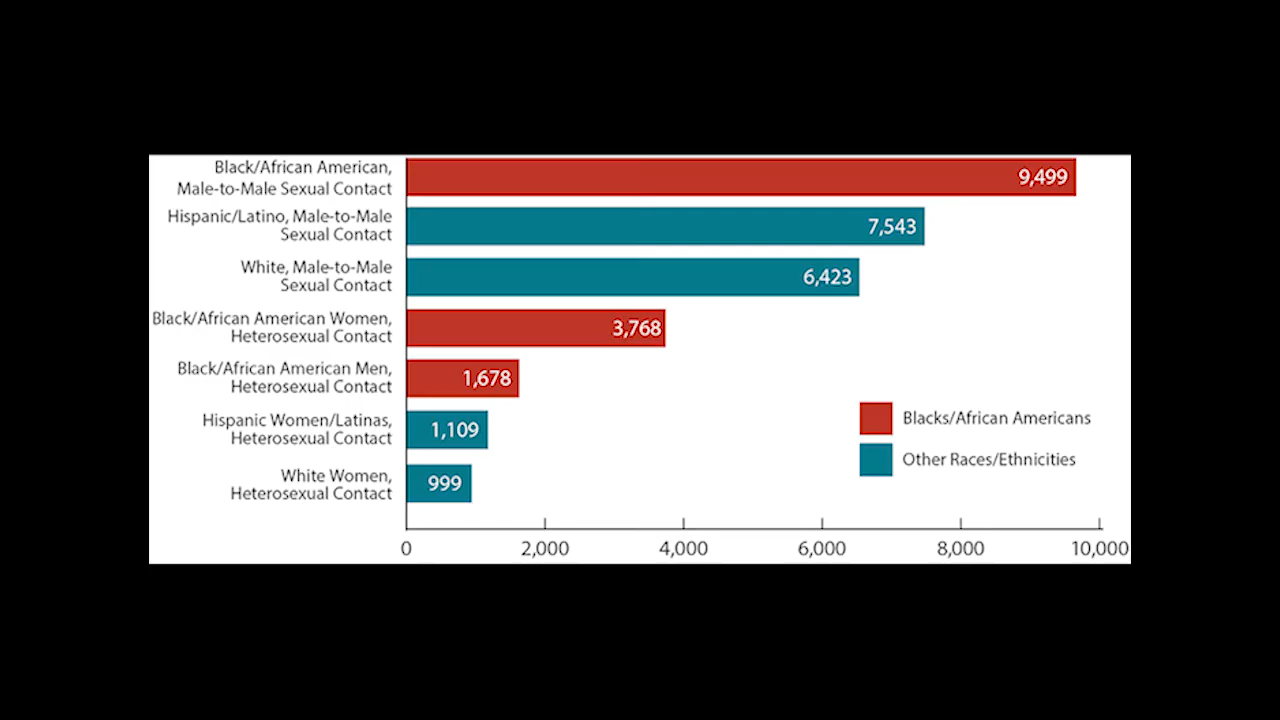 Black/African American,
Male-to-Male Sexual Contact
9,499
Hispanic/Latino, Male-to-Male
Sexual Contact
7,543
White, Male-to-Male
Sexual Contact
6,423
Black/African American Women,
Heterosexual Contact
3,768
Black/African American Men,
Heterosexual Contact
1,678
Hispanic Women/Latinas,
Heterosexual Contact
1,109
White Women,
Heterosexual Contact
999
Blacks/African Americans
Other Races/Ethnicities
0 2,000 4,000 6,000 8,000 10,000